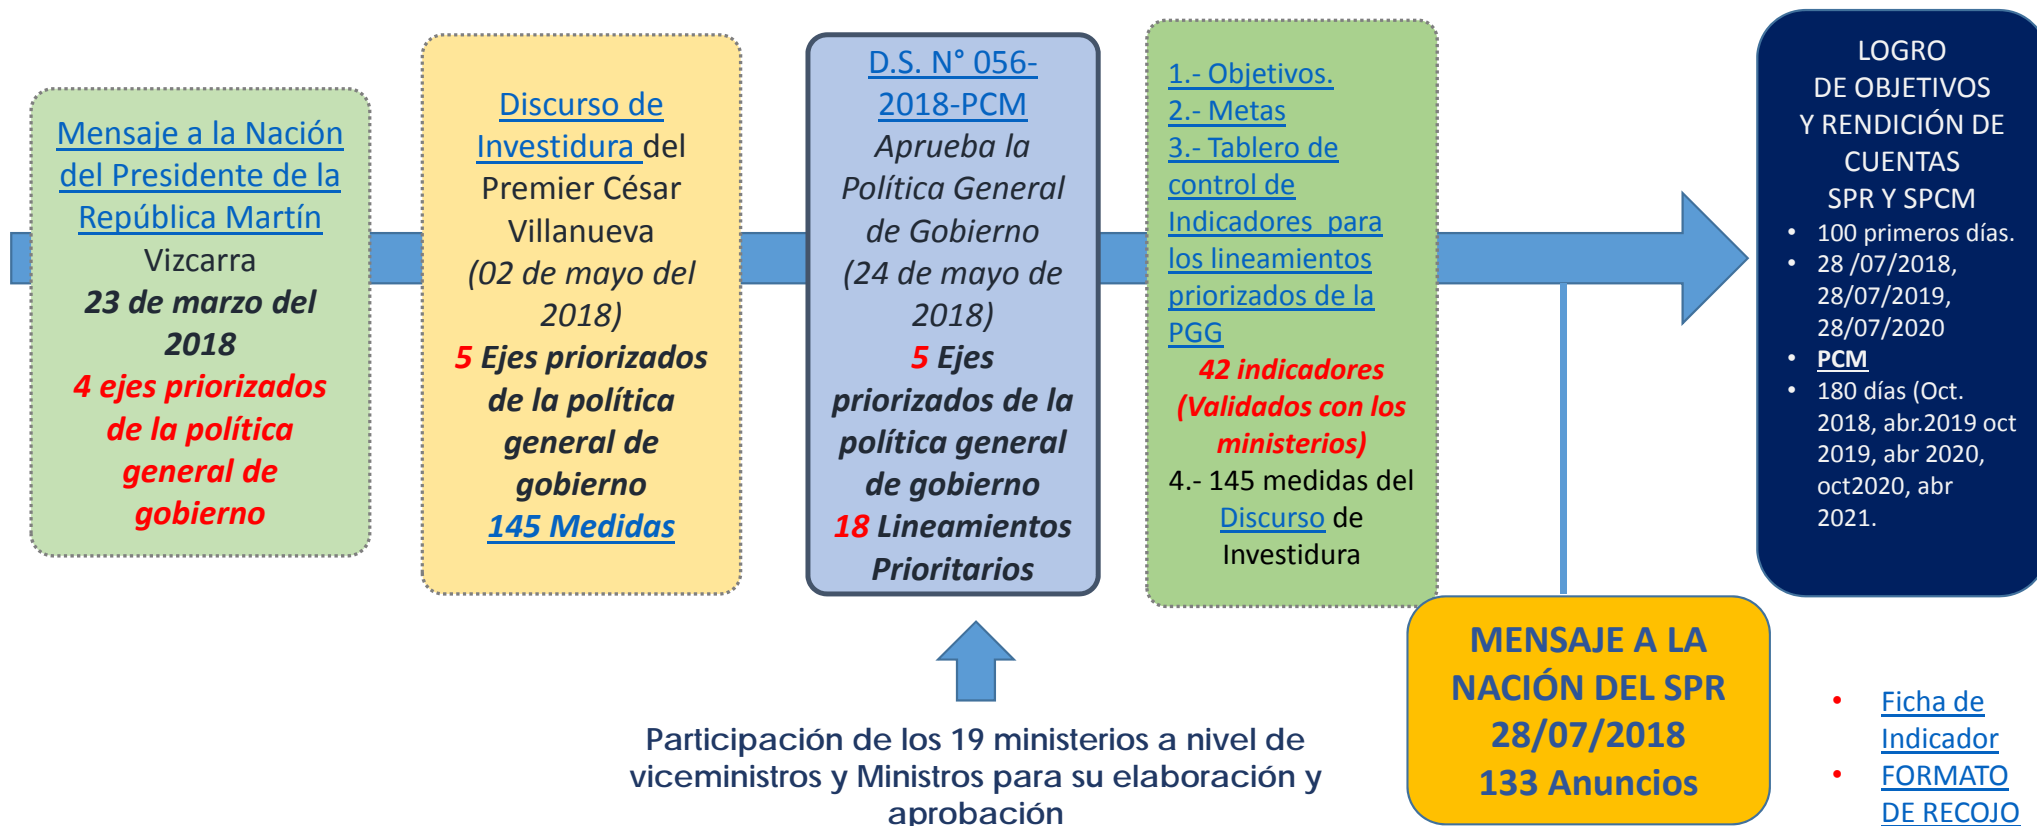 Mensaje a la Nación
del Presidente de la
República Martín
Vizcarra
23 de marzo del
2018
4 ejes priorizados
de la política
general de
gobierno
Discurso de
Investidura del
Premier César
Villanueva
(02 de mayo del
2018)
5 Ejes priorizados
de la política
general de
gobierno
145 Medidas
D.S. N° 056-
2018-PCM
Aprueba la
Política General
de Gobierno
(24 de mayo de
2018)
5 Ejes
priorizados de la
política general
de gobierno
18 Lineamientos
Prioritarios
1.- Objetivos.
2.- Metas
3.- Tablero de
control de
Indicadores para
los lineamientos
priorizados de la
PGG
42 indicadores
(Validados con los
ministerios)
4.- 145 medidas del
Discurso de
Investidura
LOGRO
DE OBJETIVOS
Y RENDICIÓN DE
CUENTAS
SPR Y SPCM
• 100 primeros días.
• 28 /07/2018,
28/07/2019,
28/07/2020
• PCM
• 180 días (Oct.
2018, abr.2019 oct
2019, abr 2020,
oct2020, abr
2021.
Participación de los 19 ministerios a nivel de
viceministros y Ministros para su elaboración y
aprobación
MENSAJE A LA
NACIÓN DEL SPR
28/07/2018
133 Anuncios
• Ficha de
Indicador
• FORMATO
DE RECOJO